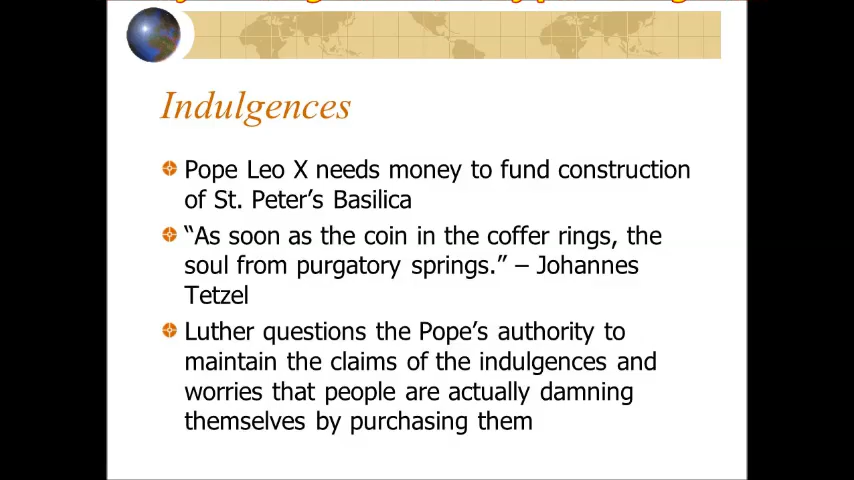 Indulgences
Pope Leo X needs money to fund construction
of St. Peter’s Basilica
“As soon as the coin in the coffer rings, the
soul from purgatory springs.” – Johannes
Tetzel
Luther questions the Pope’s authority to
maintain the claims of the indulgences and
worries that people are actually damning
themselves by purchasing them